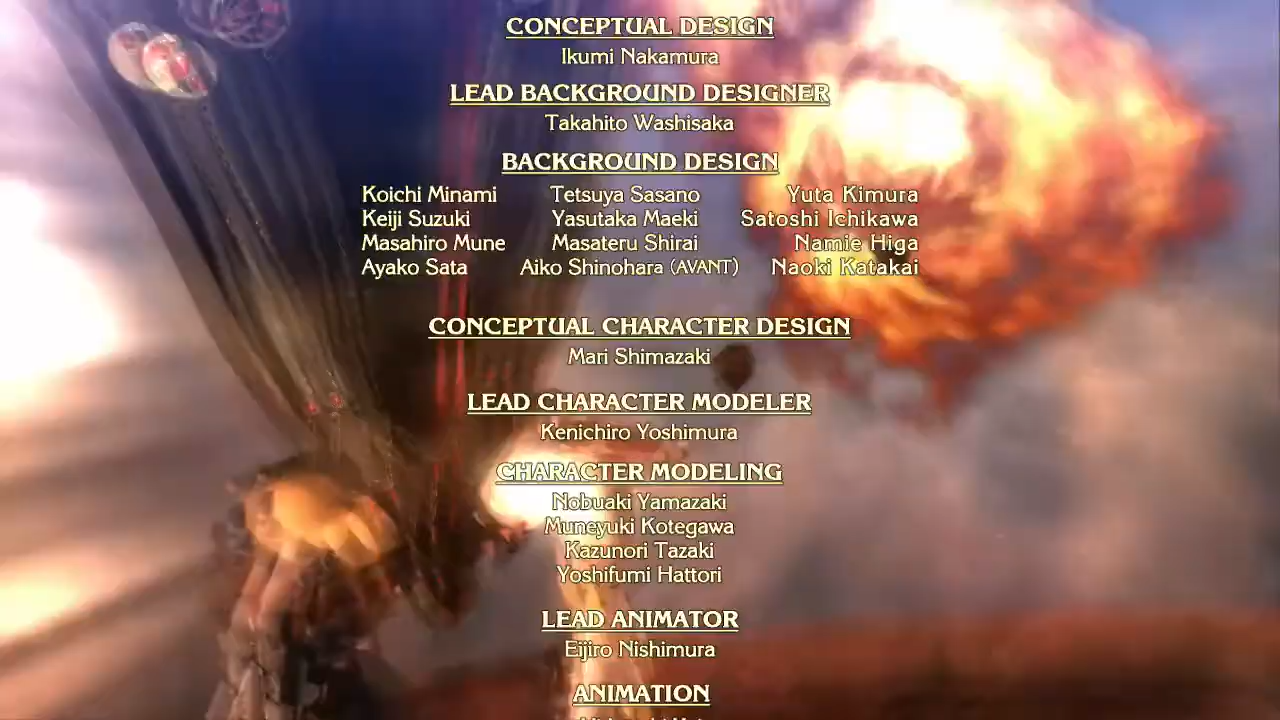 CONCEPTUAL DESIGN
Ikumi Nakamura
LEAD BACKGROUND DESIGNER
Takahito Washisaka
BACKGROUND DESIGN
Koichi Minami Tetsuya Sasano Yuta Kimura
Keiji Suzuki Yasutaka Maeki Satoshi Ichikawa
Masahiro Mune Masateru Shirai Namie Higa
Ayako Sata Aiko Shinohara (AVANT) Naoki Katakai
CONCEPTUAL CHARACTER DESIGN
Mari Shimazaki
LEAD CHARACTER MODELER
Kenichiro Yoshimura
CHARACTER MODELING
Nobuaki Yamazaki
Muneyuki Kotegawa
Kazunori Tazaki
Yoshifumi Hattori
LEAD ANIMATOR
Eijiro Nishimura
ANIMATION